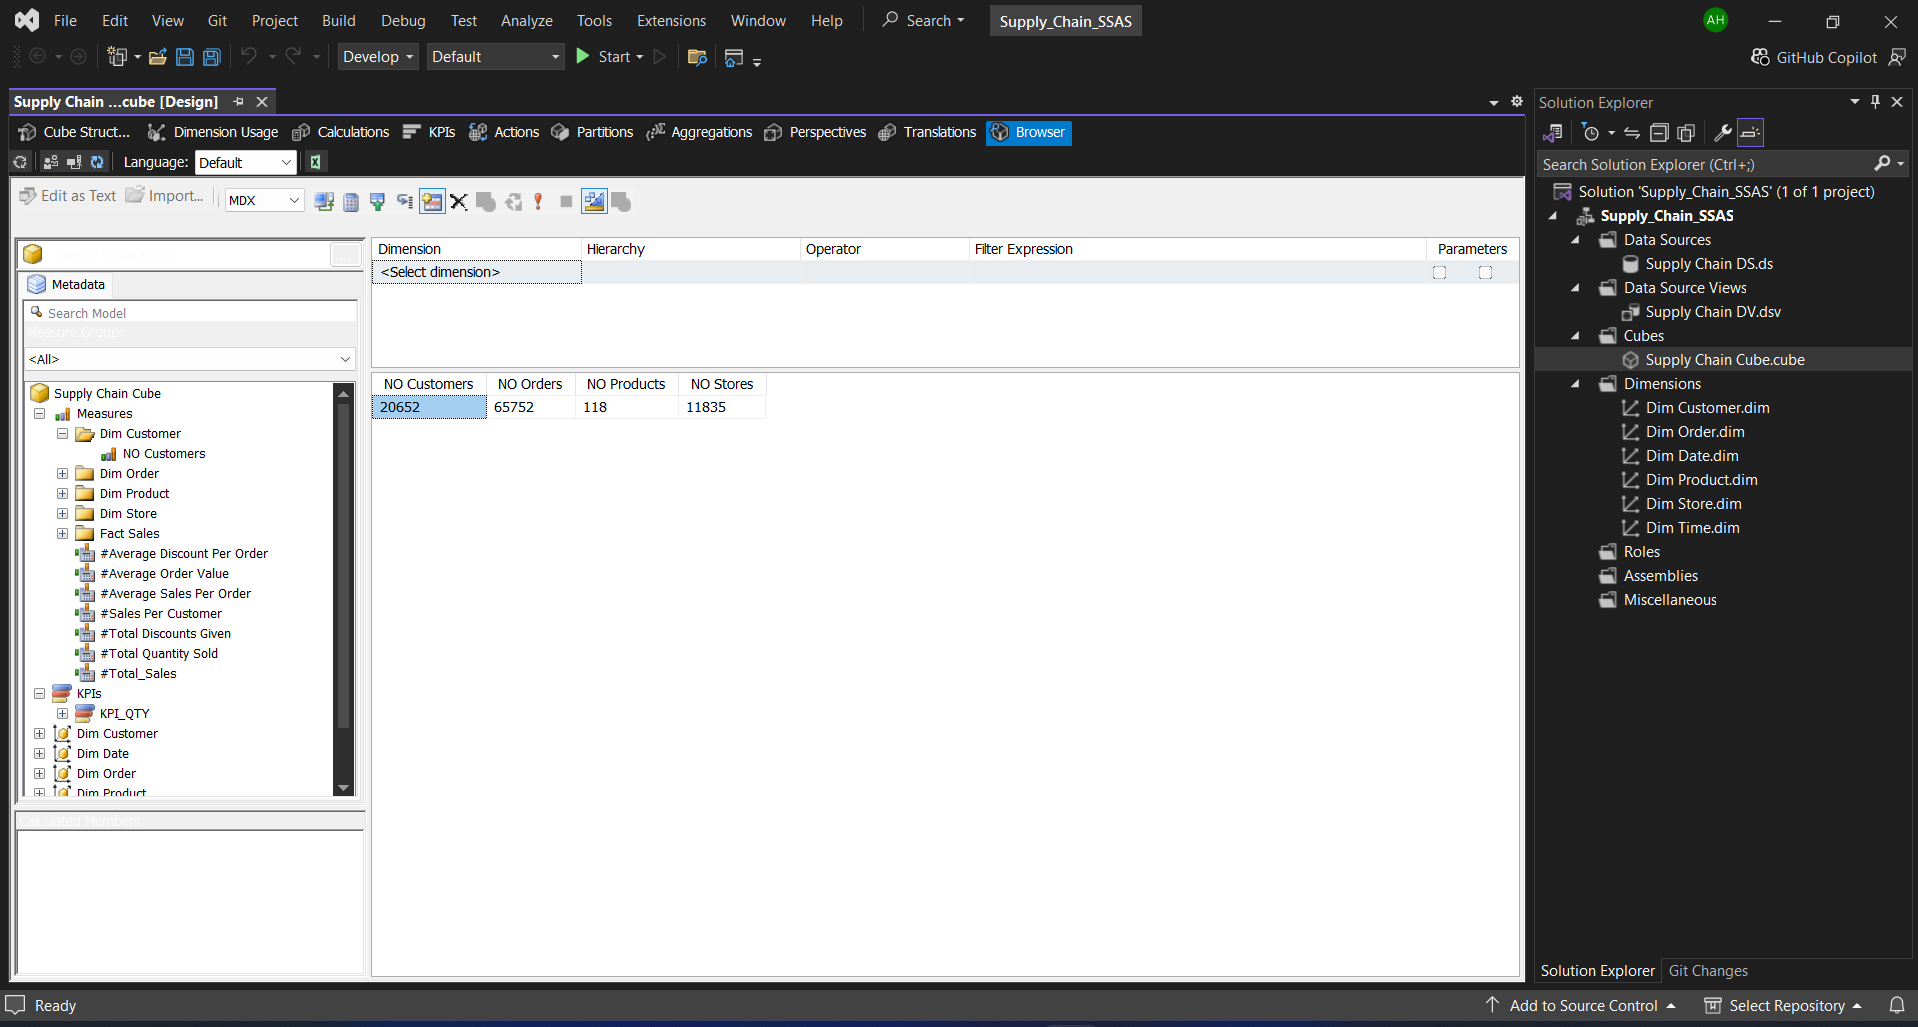 File Edit View Git Project Build Debug Test Analyze Tools Extensions Window Help Search Supply_Chain_SSAS AH
Develop Default Start GitHub Copilot
Supply Chain ...cube [Design]
Cube Struct... Dimension Usage Calculations KPIs Actions Partitions Aggregations Perspectives Translations Browser
Language: Default
Edit as Text Import... MDX
Supply Chain Cube
Metadata
Search Model
Measure Group:
<All>
Supply Chain Cube
Measures
Dim Customer
NO Customers
Dim Order
Dim Product
Dim Store
Fact Sales
#Average Discount Per Order
#Average Order Value
#Average Sales Per Order
#Sales Per Customer
#Total Discounts Given
#Total Quantity Sold
#Total_Sales
KPIs
KPI_QTY
Dim Customer
Dim Date
Dim Order
Dim Product
Calculated Members
Dimension Hierarchy Operator Filter Expression Parameters
<Select dimension>
NO Customers NO Orders NO Products NO Stores
20652 65752 118 11835
Solution Explorer
Search Solution Explorer (Ctrl+;)
Solution 'Supply_Chain_SSAS' (1 of 1 project)
Supply_Chain_SSAS
Data Sources
Supply Chain DS.ds
Data Source Views
Supply Chain DV.dsv
Cubes
Supply Chain Cube.cube
Dimensions
Dim Customer.dim
Dim Order.dim
Dim Date.dim
Dim Product.dim
Dim Store.dim
Dim Time.dim
Roles
Assemblies
Miscellaneous
Solution Explorer Git Changes
Ready Add to Source Control Select Repository